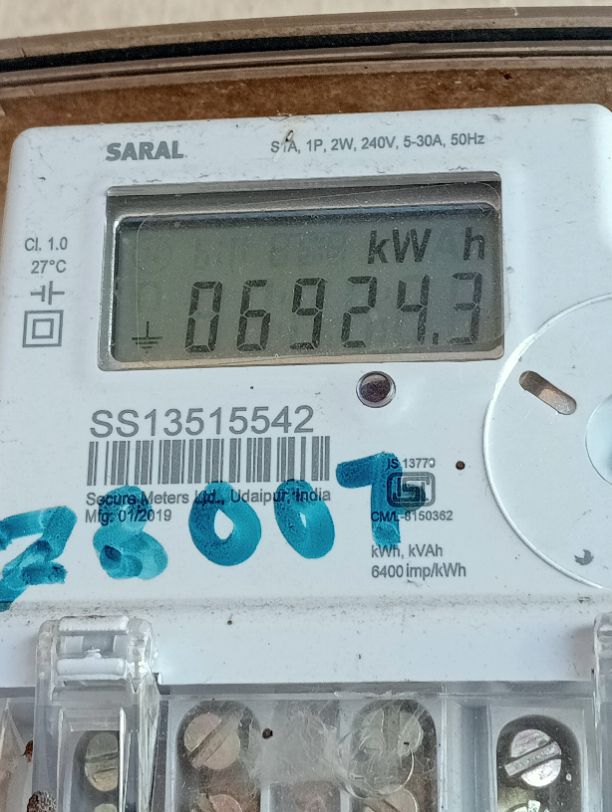 SARAL
S1A, 1P, 2W, 240V, 5-30A, 50Hz
Cl. 1.0
27°C
kW h
06924.3
SS13515542
Secure Meters Ltd., Udaipur, India
Mfg: 01/2019
IS 13779
CM/L-8150362
kWh, kVAh
6400 imp/kWh
28007